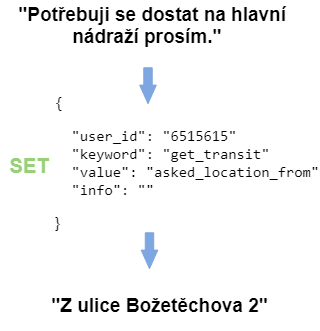 "Potřebuji se dostat na hlavní
nádraží prosím."
{
"user_id": "6515615"
"keyword": "get_transit"
SET
"value": "asked_location_from"
"info": ""
}
"Z ulice Božetěchova 2"